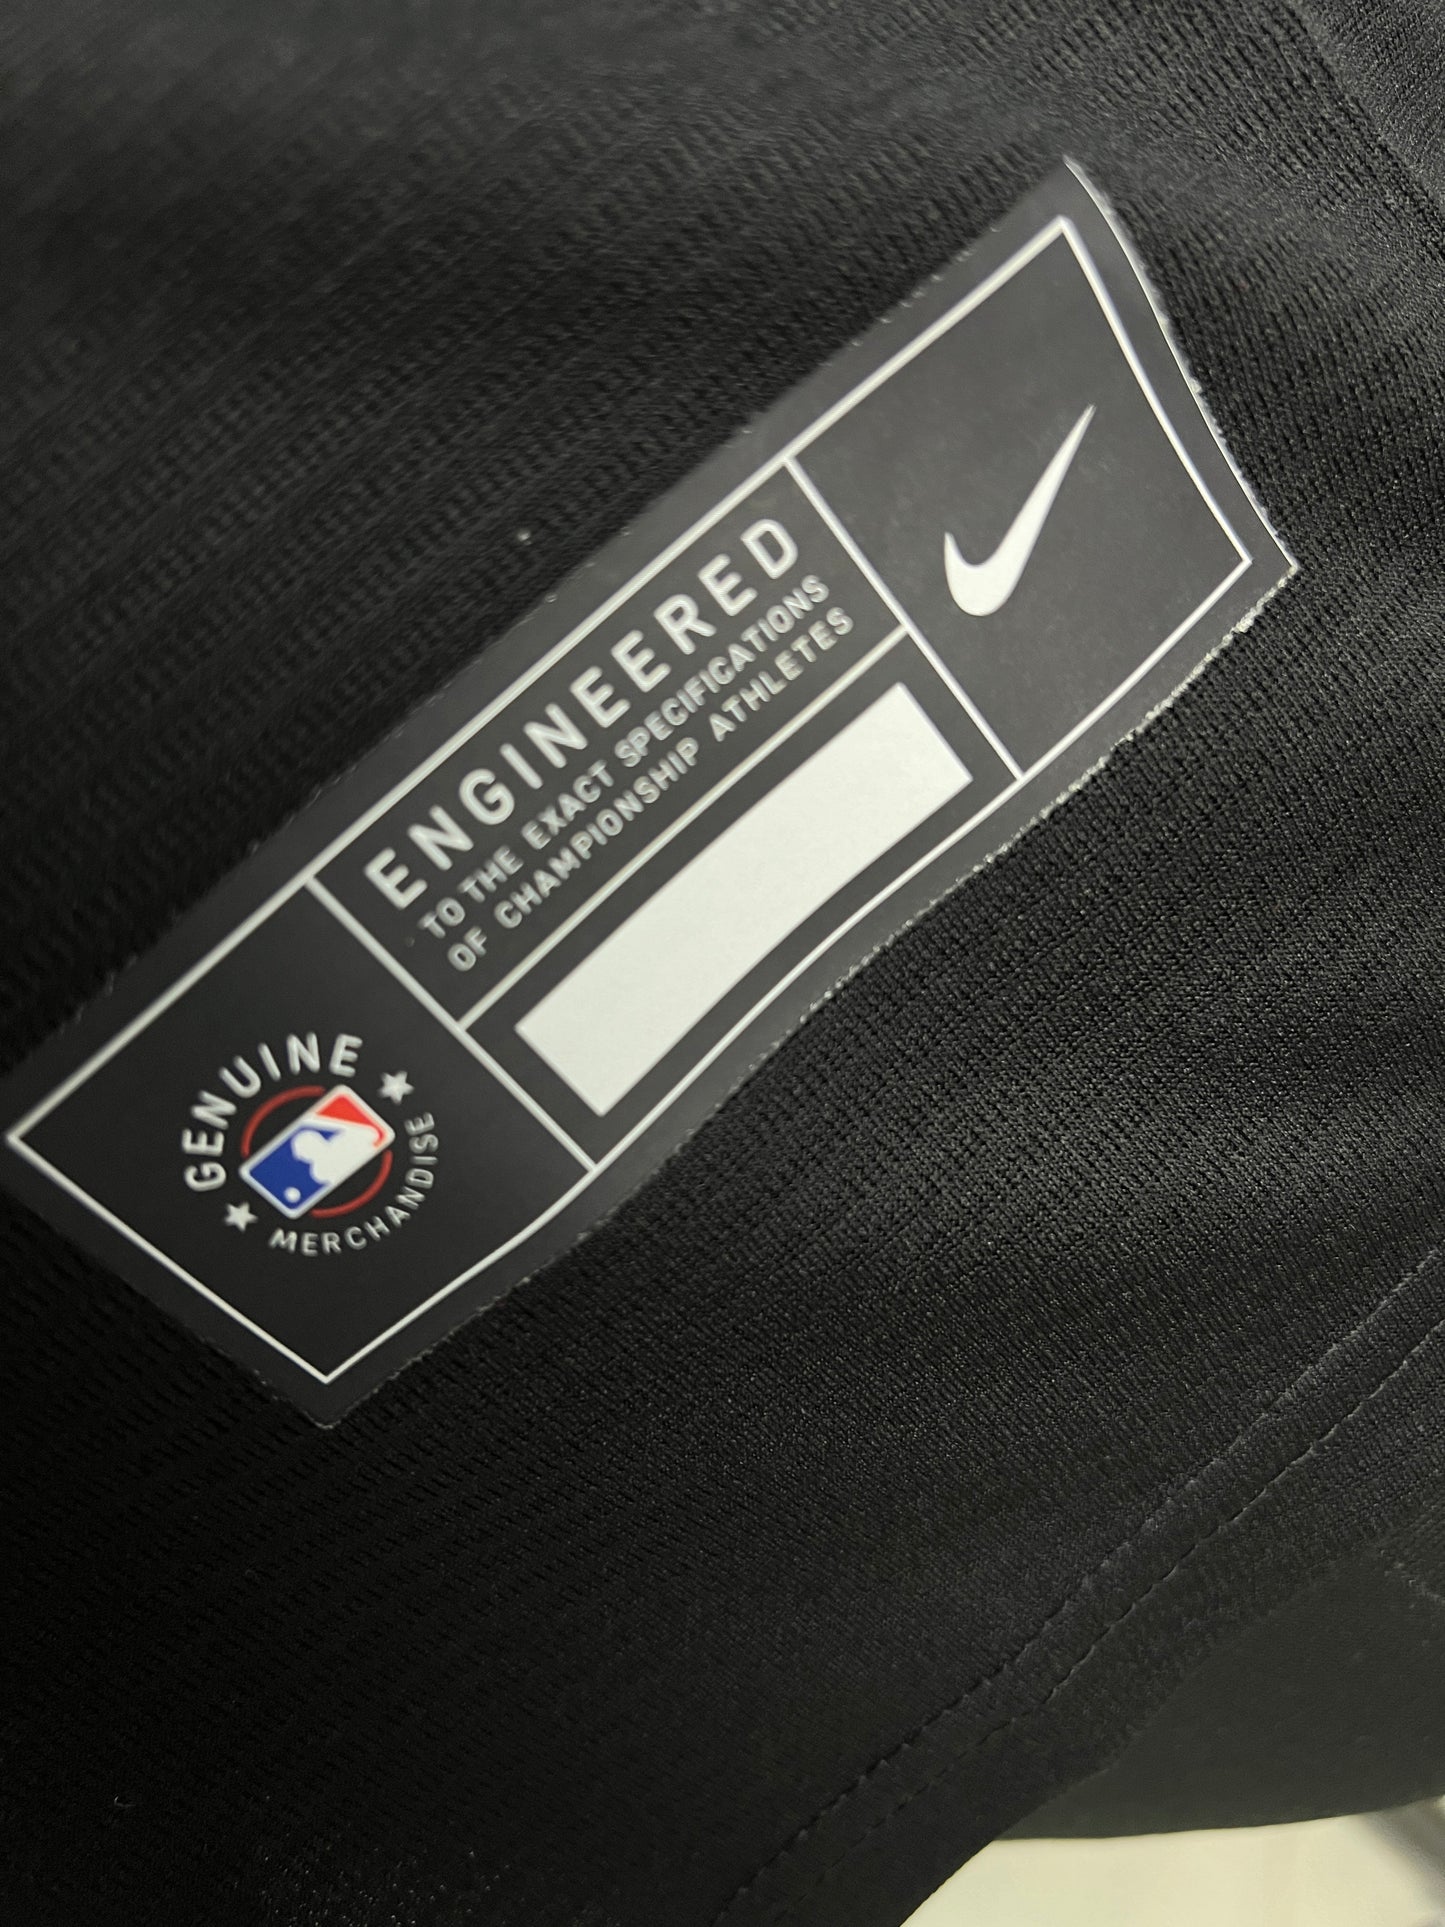 ENGINEERED
TO THE EXACT SPECIFICATIONS
OF CHAMPIONSHIP ATHLETES
GENUINE
MERCHANDISE